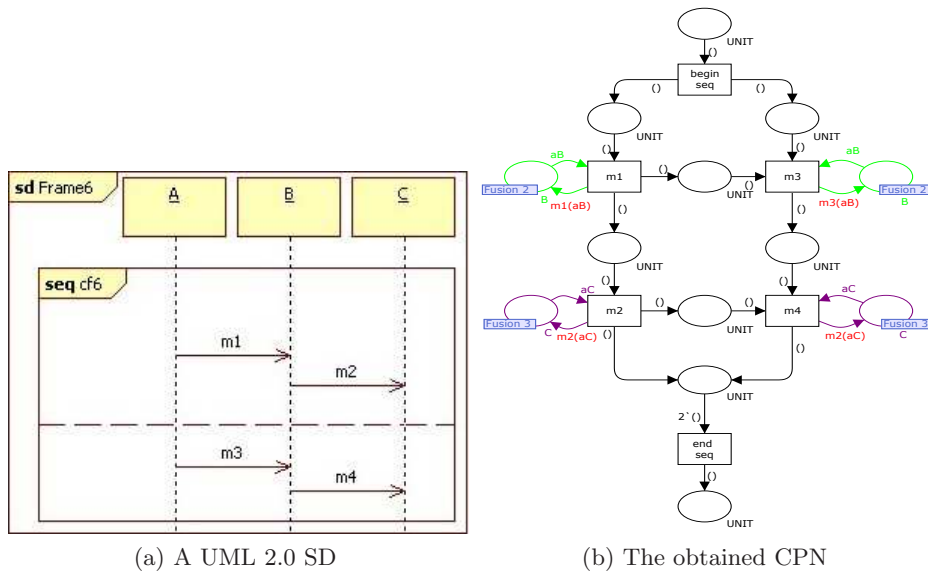 sd Frame6
A
B
C
seq cf6
m1
m2
m3
m4
(a) A UML 2.0 SD
UNIT
()
begin
seq
()
()
UNIT
UNIT
()
()
aB
aB
Fusion 2
m1
()
()
m3
Fusion 2
B
m1(aB)
UNIT
m3(aB)
B
()
()
UNIT
UNIT
()
()
aC
aC
Fusion 3
m2
()
()
m4
Fusion 3
C
m2(aC)
UNIT
m2(aC)
C
()
()
UNIT
2`()
end
seq
()
UNIT
(b) The obtained CPN